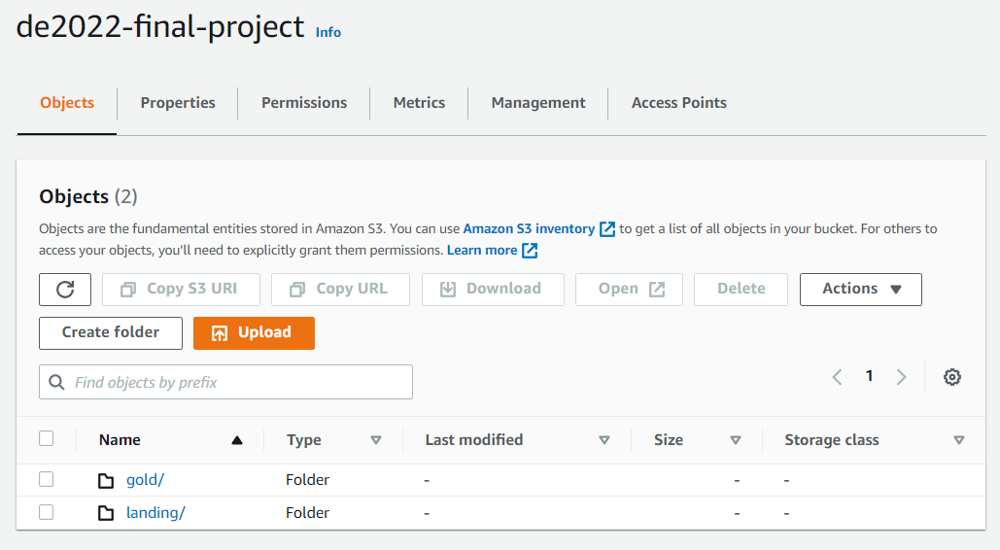 de2022-final-project Info
Objects Properties Permissions Metrics Management Access Points
Objects (2)
Objects are the fundamental entities stored in Amazon S3. You can use Amazon S3 inventory to get a list of all objects in your bucket. For others to
access your objects, you'll need to explicitly grant them permissions. Learn more
Copy S3 URI Copy URL Download Open Delete Actions
Create folder Upload
Find objects by prefix 1
Name Type Last modified Size Storage class
gold/ Folder - - -
landing/ Folder - - -